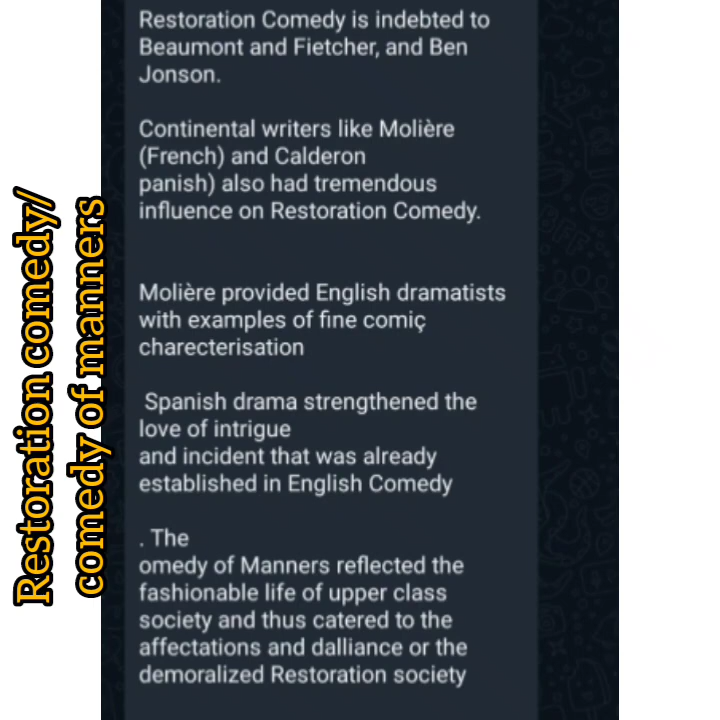 Restoration comedy/
comedy of manners
Restoration Comedy is indebted to
Beaumont and Fietcher, and Ben
Jonson.
Continental writers like Molière
(French) and Calderon
panish) also had tremendous
influence on Restoration Comedy.
Molière provided English dramatists
with examples of fine comiç
charecterisation
Spanish drama strengthened the
love of intrigue
and incident that was already
established in English Comedy
. The
omedy of Manners reflected the
fashionable life of upper class
society and thus catered to the
affectations and dalliance or the
demoralized Restoration society